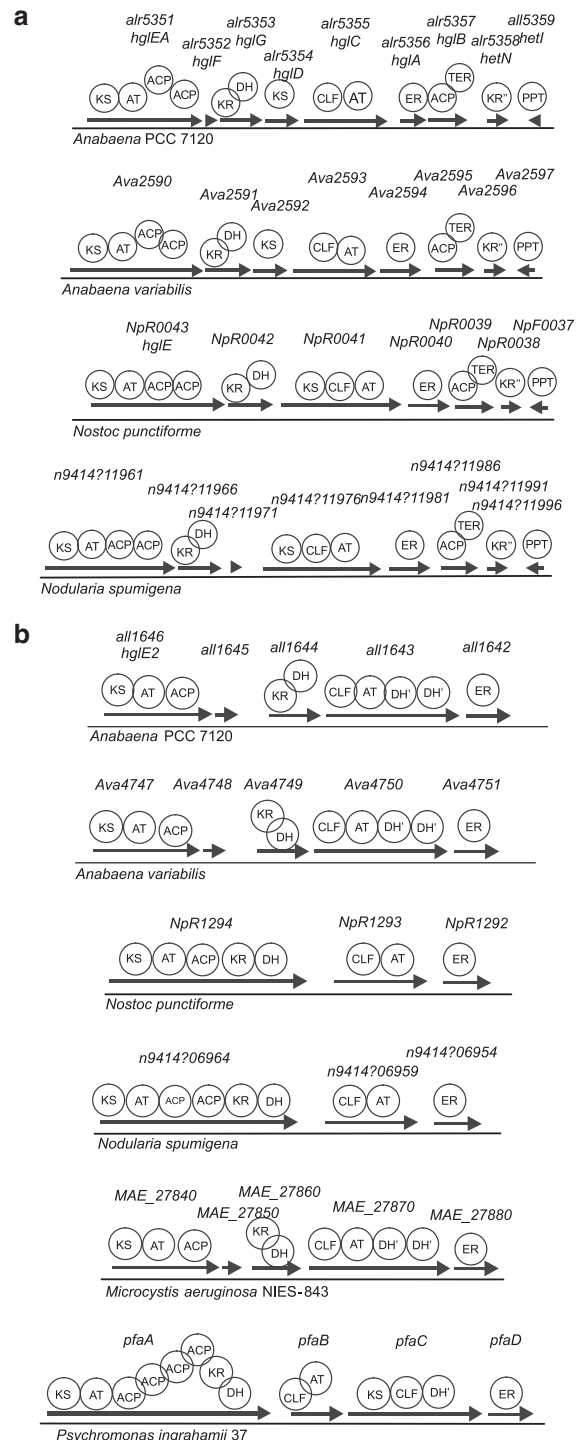 a
alr5351 hglEA
alr5352 hglF
alr5353 hglG
alr5354 hglD
alr5355 hglC
alr5356 hglA
alr5357 hglB
alr5358 hetN
all5359 hetI
KS AT ACP ACP KR DH KS CLF AT ER ACP TER KR" PPT
Anabaena PCC 7120
Ava2590 Ava2591 Ava2592 Ava2593 Ava2594 Ava2595 Ava2596 Ava2597
KS AT ACP ACP KR DH KS CLF AT ER ACP TER KR" PPT
Anabaena variabilis
NpR0043 hglE
NpR0042 NpR0041 NpR0040 NpR0039 NpR0038 NpF0037
KS AT ACP ACP KR DH KS CLF AT ER ACP TER KR" PPT
Nostoc punctiforme
n9414?11961 n9414?11966 n9414?11971 n9414?11976 n9414?11981 n9414?11986 n9414?11991 n9414?11996
KS AT ACP ACP KR DH KS CLF AT ER ACP TER KR" PPT
Nodularia spumigena
b
all1646 hglE2
all1645 all1644 all1643 all1642
KS AT ACP KR DH CLF AT DH' DH' ER
Anabaena PCC 7120
Ava4747 Ava4748 Ava4749 Ava4750 Ava4751
KS AT ACP KR DH CLF AT DH' DH' ER
Anabaena variabilis
NpR1294 NpR1293 NpR1292
KS AT ACP KR DH CLF AT ER
Nostoc punctiforme
n9414?06964 n9414?06959 n9414?06954
KS AT ACP ACP KR DH CLF AT ER
Nodularia spumigena
MAE_27840 MAE_27850 MAE_27860 MAE_27870 MAE_27880
KS AT ACP KR DH CLF AT DH' DH' ER
Microcystis aeruginosa NIES-843
pfaA pfaB pfaC pfaD
KS AT ACP ACP ACP ACP KR DH CLF AT KS CLF DH' ER
Psychromonas ingrahamii 37